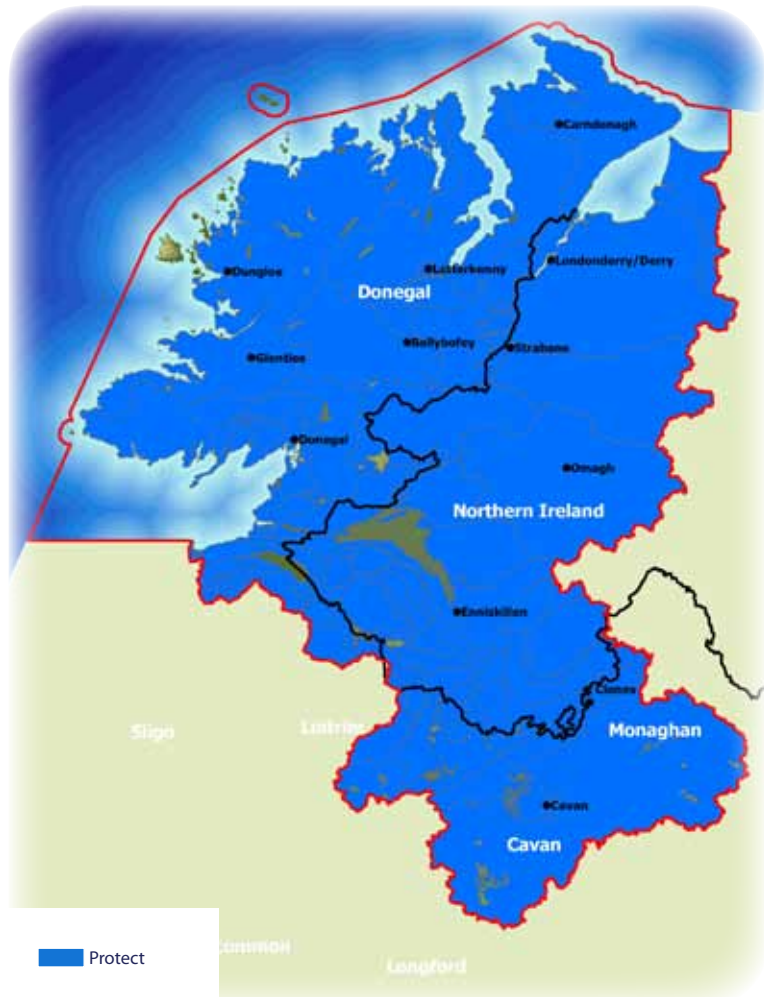 Carndonagh
Dungloe
Letterkenny
Londonderry/Derry
Donegal
Glenties
Ballybofey
Strabane
Donegal
Omagh
Northern Ireland
Enniskillen
Clones
Sligo
Leitrim
Monaghan
Cavan
Cavan
Protect
common
Longford